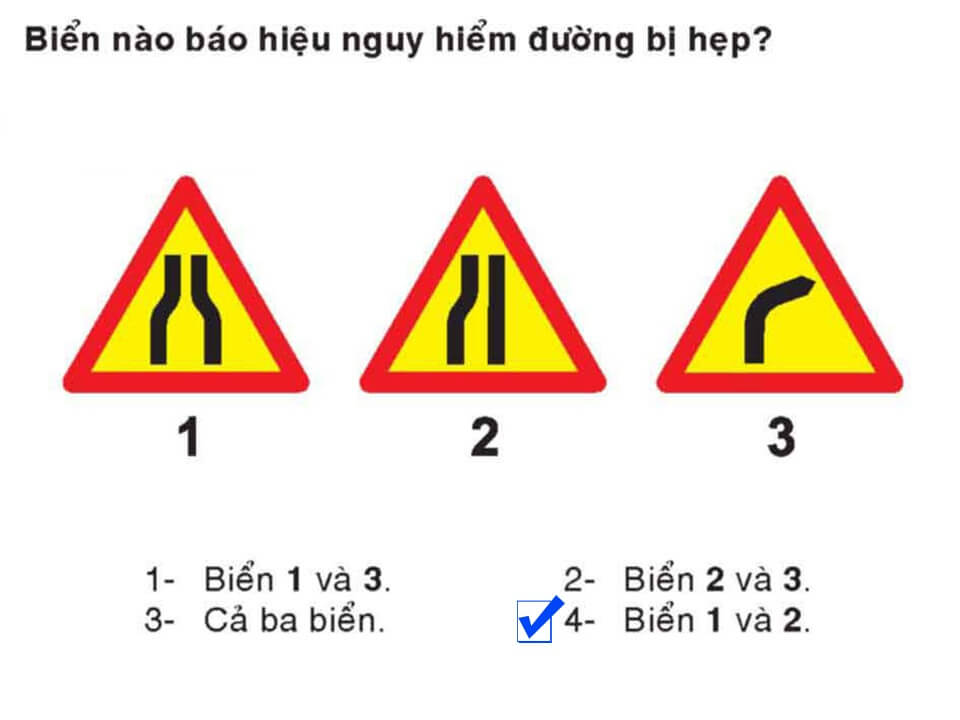 Biển nào báo hiệu nguy hiểm đường bị hẹp?
1 2 3
1- Biển 1 và 3. 2- Biển 2 và 3.
3- Cả ba biển. 4- Biển 1 và 2.